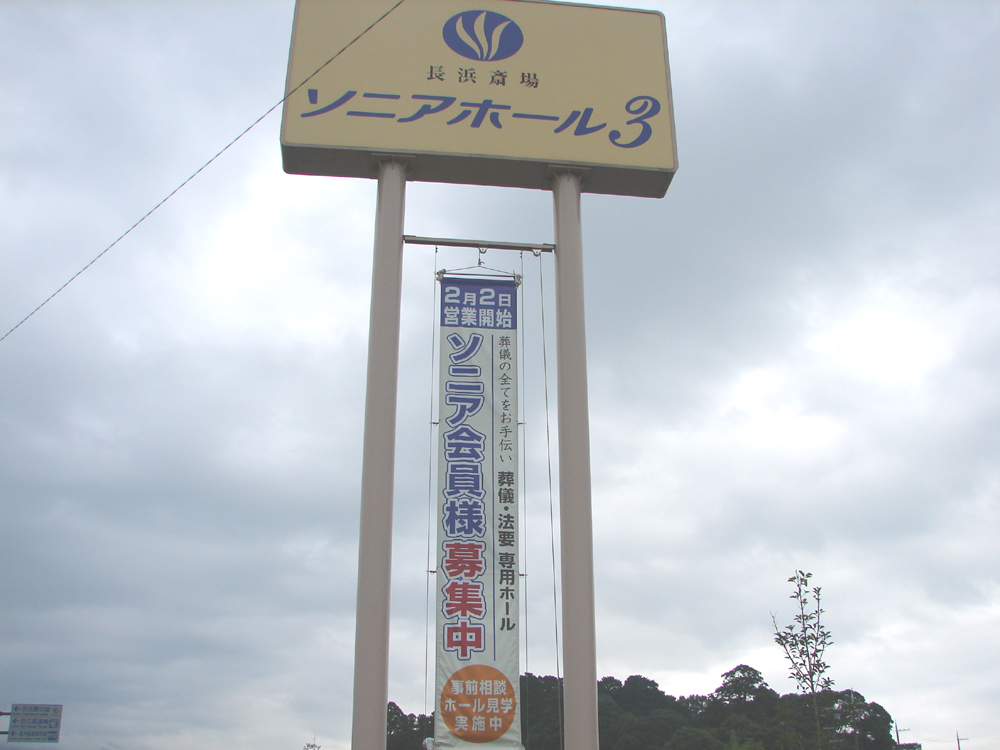 長浜斎場
ソニアホール3
2月2日
営業開始
葬儀の全てをお手伝い 葬儀・法要 専用ホール
ソニア会員様募集中
事前相談
ホール見学
実施中